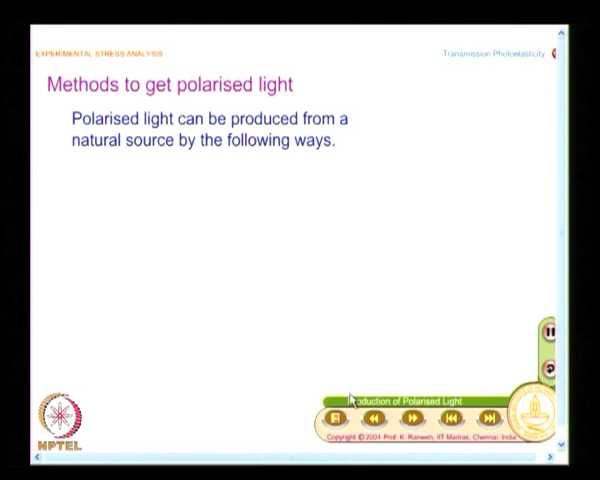 EXPERIMENTAL STRESS ANALYSIS
Transmission Photoelasticity
Methods to get polarised light
Polarised light can be produced from a
natural source by the following ways.
roduction of Polarised Light
Copyright © 2004 Prof. K. Ramesh, IIT Madras, Chennai, India
NPTEL